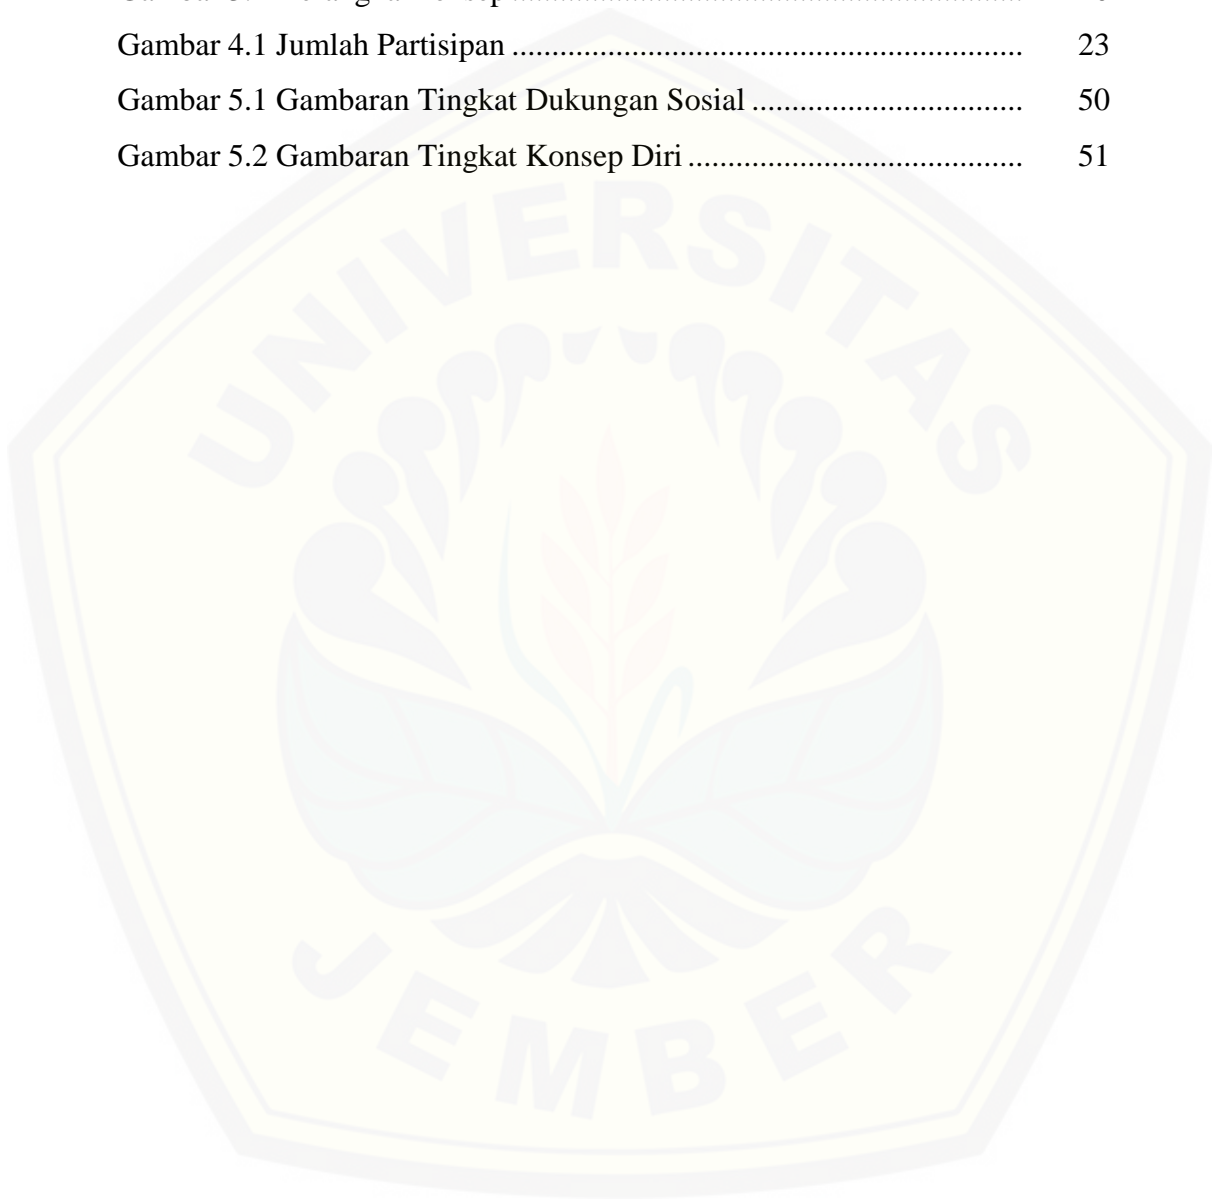 Gambar 4.1 Jumlah Partisipan ................................................................ 23
Gambar 5.1 Gambaran Tingkat Dukungan Sosial .................................. 50
Gambar 5.2 Gambaran Tingkat Konsep Diri .......................................... 51
UNIVERSITAS
JEMBER